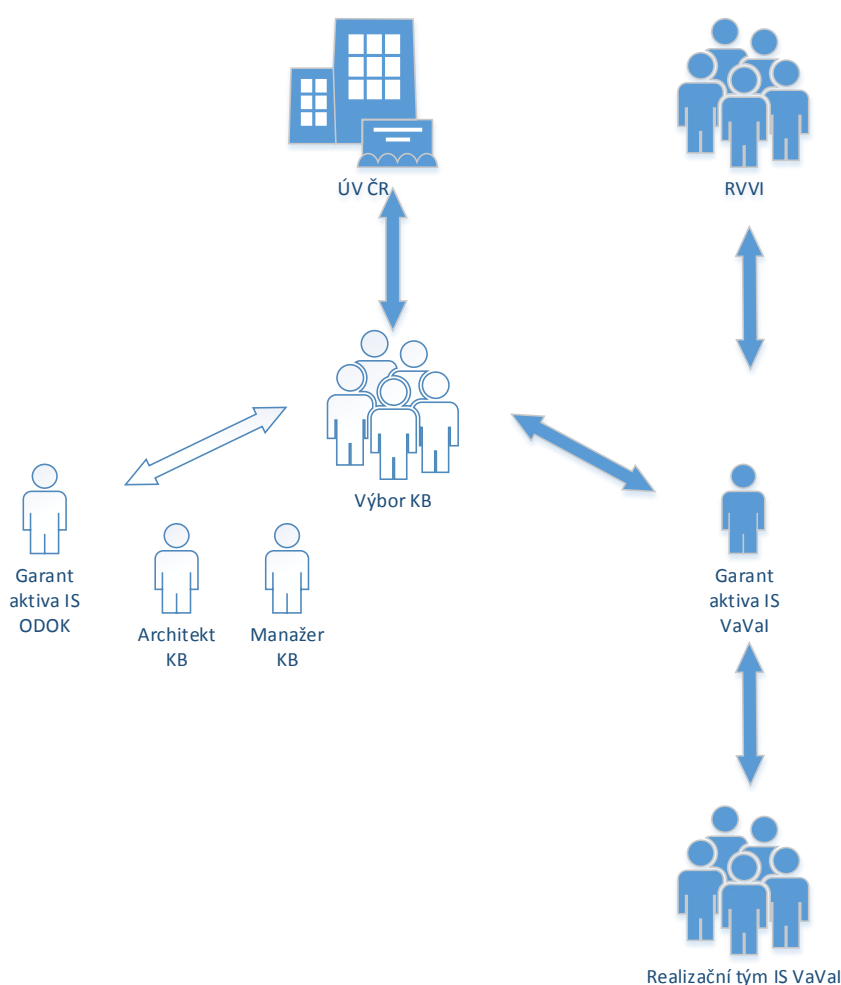 ÚV ČR
RVVI
Výbor KB
Garant
aktiva IS
ODOK
Architekt
KB
Manažer
KB
Garant
aktiva IS
VaVaI
Realizační tým IS VaVaI